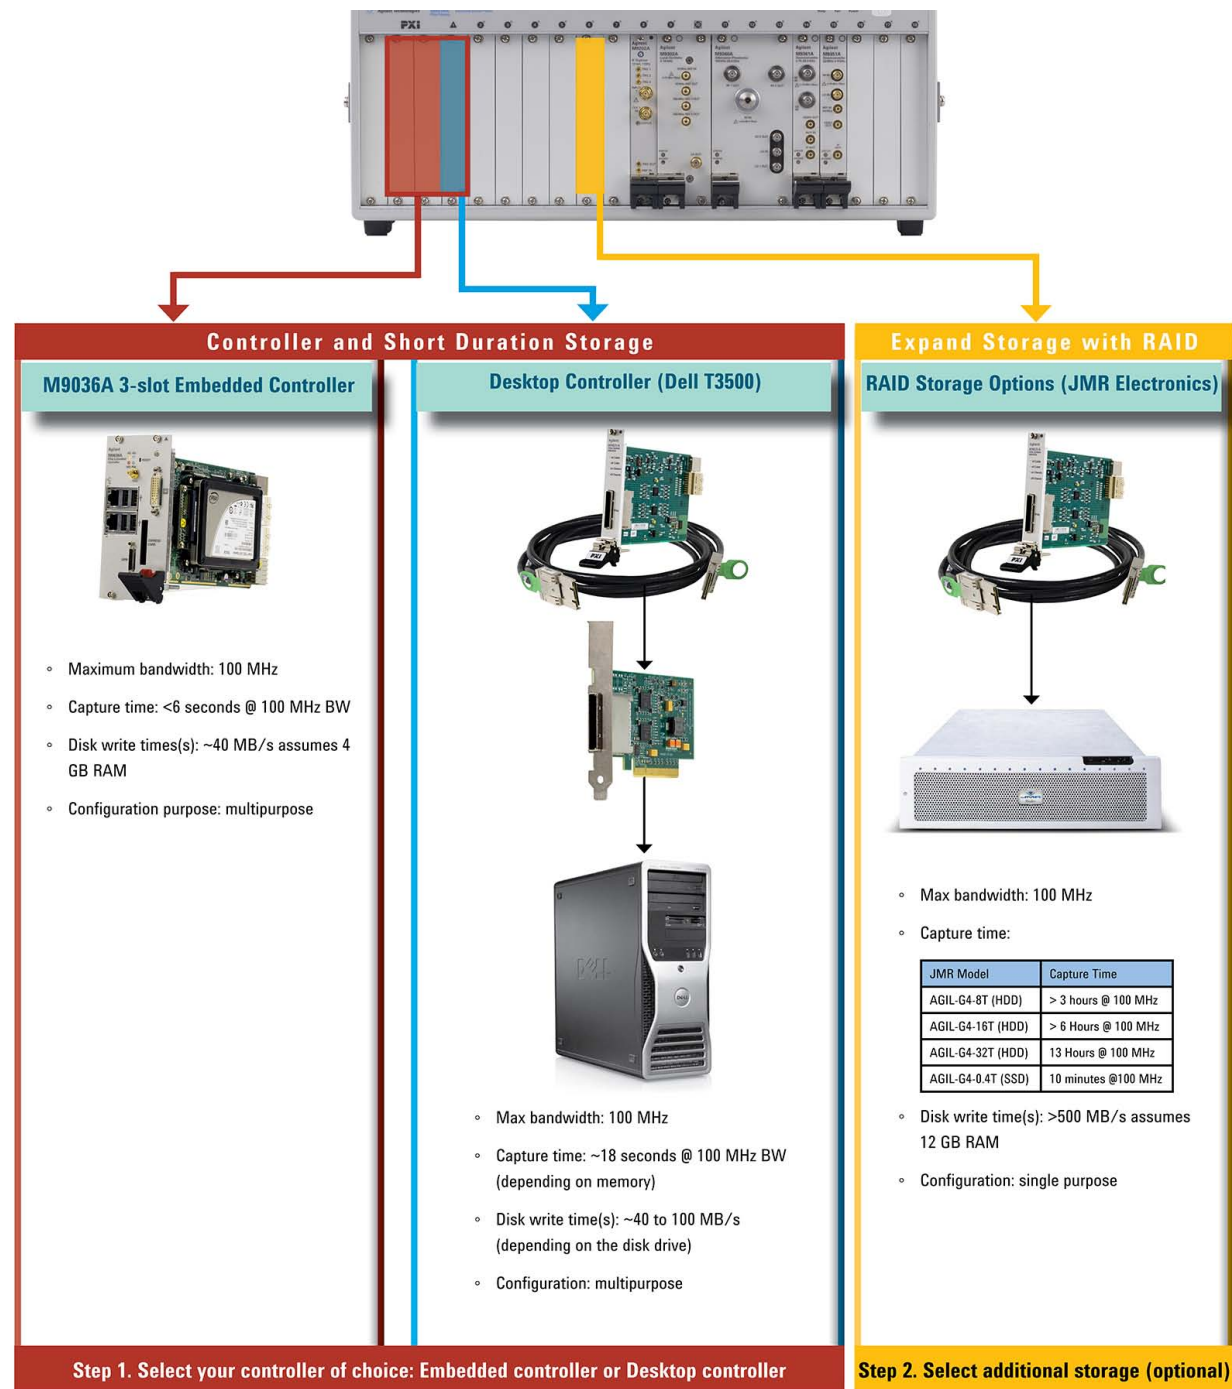 PXI
Controller and Short Duration Storage
Expand Storage with RAID
M9036A 3-slot Embedded Controller
Desktop Controller (Dell T3500)
RAID Storage Options (JMR Electronics)
◦ Maximum bandwidth: 100 MHz
◦ Capture time: <6 seconds @ 100 MHz BW
◦ Disk write times(s): ~40 MB/s assumes 4
GB RAM
◦ Configuration purpose: multipurpose
PXI
DELL
◦ Max bandwidth: 100 MHz
◦ Capture time: ~18 seconds @ 100 MHz BW
(depending on memory)
◦ Disk write time(s): ~40 to 100 MB/s
(depending on the disk drive)
◦ Configuration: multipurpose
PXI
◦ Max bandwidth: 100 MHz
◦ Capture time:
JMR Model Capture Time
AGIL-G4-8T (HDD) > 3 hours @ 100 MHz
AGIL-G4-16T (HDD) > 6 Hours @ 100 MHz
AGIL-G4-32T (HDD) 13 Hours @ 100 MHz
AGIL-G4-0.4T (SSD) 10 minutes @100 MHz
◦ Disk write time(s): >500 MB/s assumes
12 GB RAM
◦ Configuration: single purpose
Step 1. Select your controller of choice: Embedded controller or Desktop controller
Step 2. Select additional storage (optional)